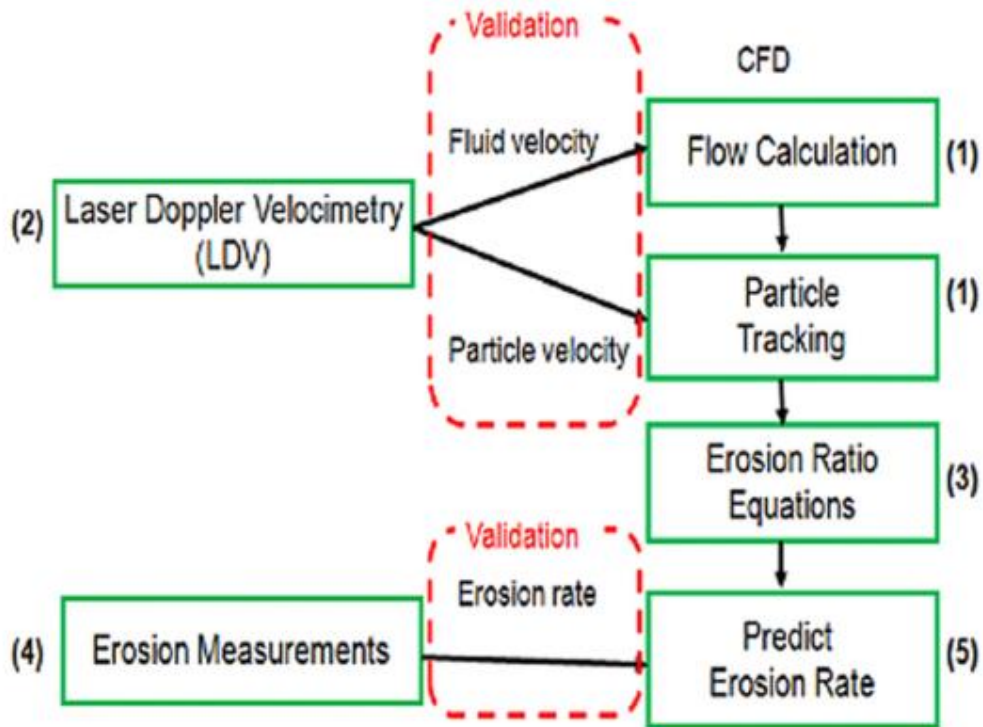 Validation
CFD
Fluid velocity
Flow Calculation
(1)
(2)
Laser Doppler Velocimetry
(LDV)
Particle
Tracking
(1)
Particle velocity
Erosion Ratio
Equations
(3)
Validation
Erosion rate
(4)
Erosion Measurements
Predict
Erosion Rate
(5)